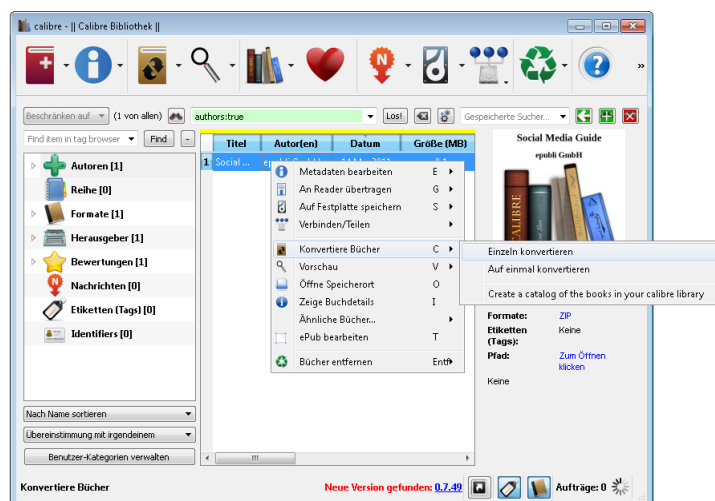 calibre - || Calibre Bibliothek ||
»
Beschränken auf (1 von allen) authors:true Los! Gespeicherte Sucher...
Find item in tag browser Find -
Autoren [1]
Reihe [0]
Formate [1]
Herausgeber [1]
Bewertungen [1]
Nachrichten [0]
Etiketten (Tags) [0]
Identifiers [0]
Nach Name sortieren
Übereinstimmung mit irgendeinem
Benutzer-Kategorien verwalten
Titel Autor(en) Datum Größe (MB)
1 Social ...
Metadaten bearbeiten E
An Reader übertragen G
Auf Festplatte speichern S
Verbinden/Teilen
Konvertiere Bücher C
Vorschau V
Öffne Speicherort O
Zeige Buchdetails I
Ähnliche Bücher...
ePub bearbeiten T
Bücher entfernen Entf
Einzeln konvertieren
Auf einmal konvertieren
Create a catalog of the books in your calibre library
Social Media Guide
epubli GmbH
CALIBRE
Formate: ZIP
Etiketten (Tags): Keine
Pfad: Zum Öffnen klicken
Keine
Konvertiere Bücher
Neue Version gefunden: 0.7.49
Aufträge: 0